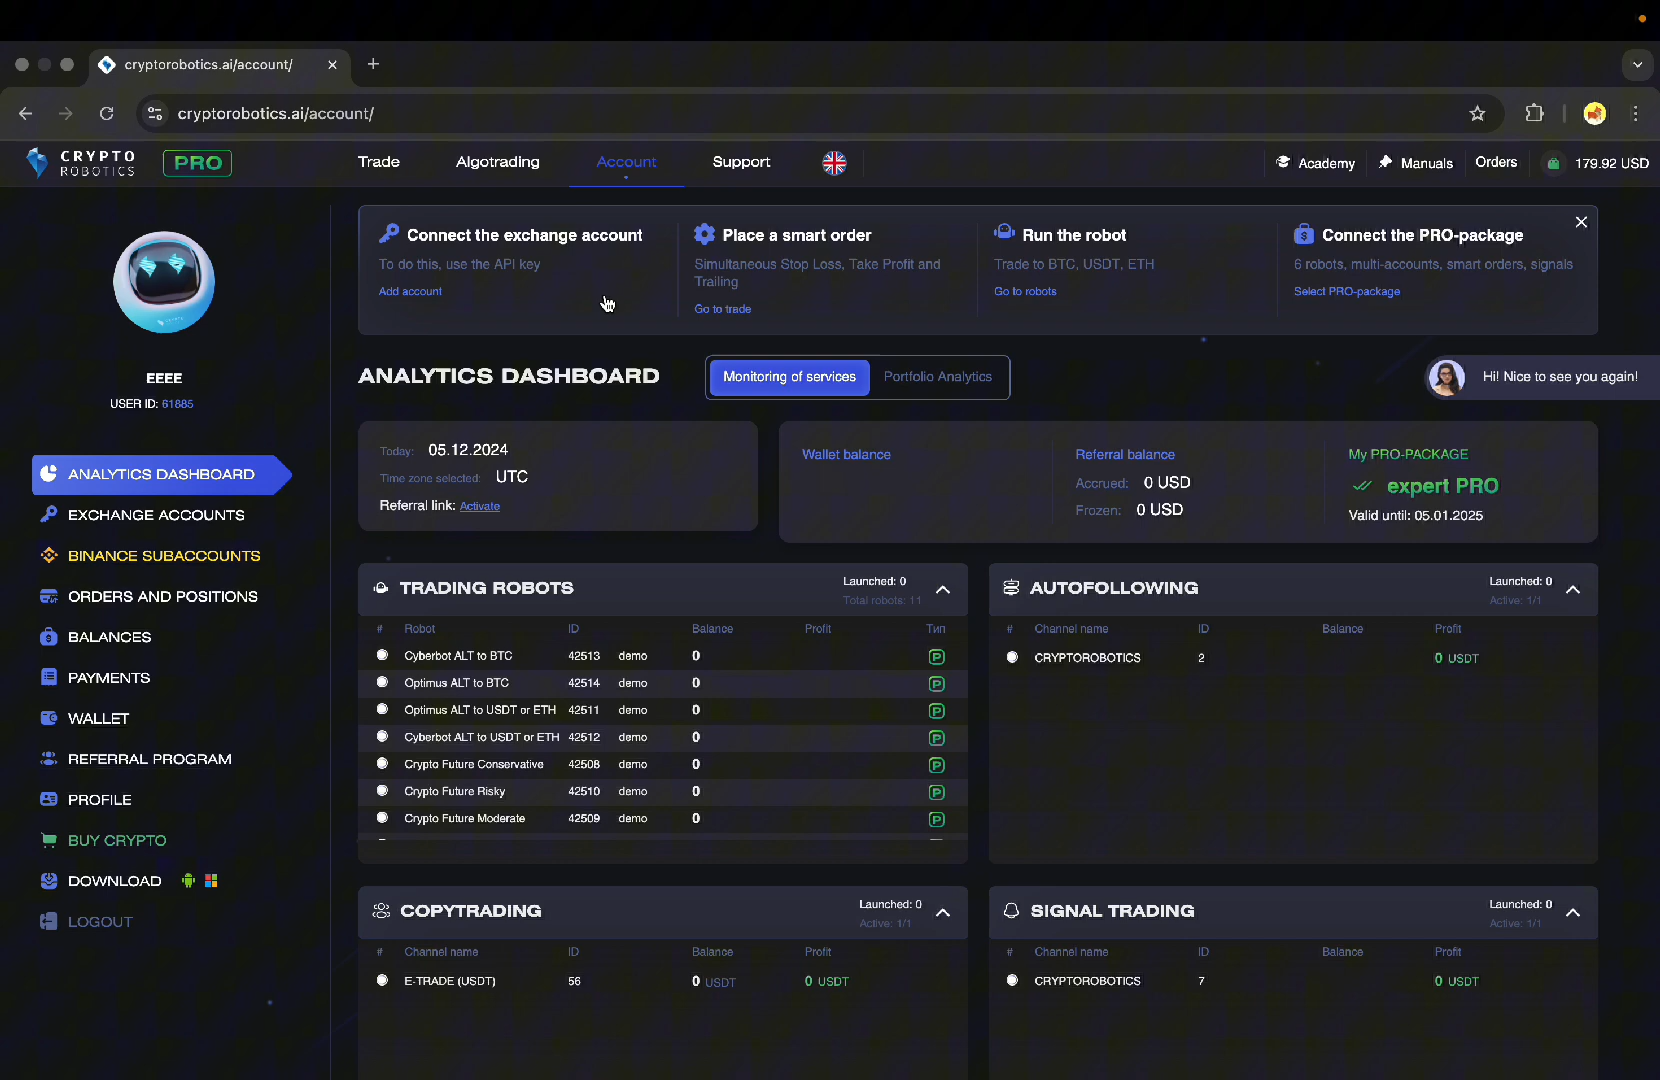 cryptorobotics.ai/account/
cryptorobotics.ai/account/
CRYPTO ROBOTICS
PRO
Trade
Algotrading
Account
Support
Academy
Manuals
Orders
179.92 USD
EEEE
USER ID: 61885
ANALYTICS DASHBOARD
EXCHANGE ACCOUNTS
BINANCE SUBACCOUNTS
ORDERS AND POSITIONS
BALANCES
PAYMENTS
WALLET
REFERRAL PROGRAM
PROFILE
BUY CRYPTO
DOWNLOAD
LOGOUT
Connect the exchange account
To do this, use the API key
Add account
Place a smart order
Simultaneous Stop Loss, Take Profit and
Trailing
Go to trade
Run the robot
Trade to BTC, USDT, ETH
Go to robots
Connect the PRO-package
6 robots, multi-accounts, smart orders, signals
Select PRO-package
ANALYTICS DASHBOARD
Monitoring of services
Portfolio Analytics
Hi! Nice to see you again!
Today: 05.12.2024
Time zone selected: UTC
Referral link: Activate
Wallet balance
Referral balance
Accrued: 0 USD
Frozen: 0 USD
My PRO-PACKAGE
expert PRO
Valid until: 05.01.2025
TRADING ROBOTS
Launched: 0
Total robots: 11
# Robot ID Balance Profit Тип
Cyberbot ALT to BTC 42513 demo 0 P
Optimus ALT to BTC 42514 demo 0 P
Optimus ALT to USDT or ETH 42511 demo 0 P
Cyberbot ALT to USDT or ETH 42512 demo 0 P
Crypto Future Conservative 42508 demo 0 P
Crypto Future Risky 42510 demo 0 P
Crypto Future Moderate 42509 demo 0 P
AUTOFOLLOWING
Launched: 0
Active: 1/1
# Channel name ID Balance Profit
CRYPTOROBOTICS 2 0 USDT
COPYTRADING
Launched: 0
Active: 1/1
# Channel name ID Balance Profit
E-TRADE (USDT) 56 0 USDT 0 USDT
SIGNAL TRADING
Launched: 0
Active: 1/1
# Channel name ID Balance Profit
CRYPTOROBOTICS 7 0 USDT